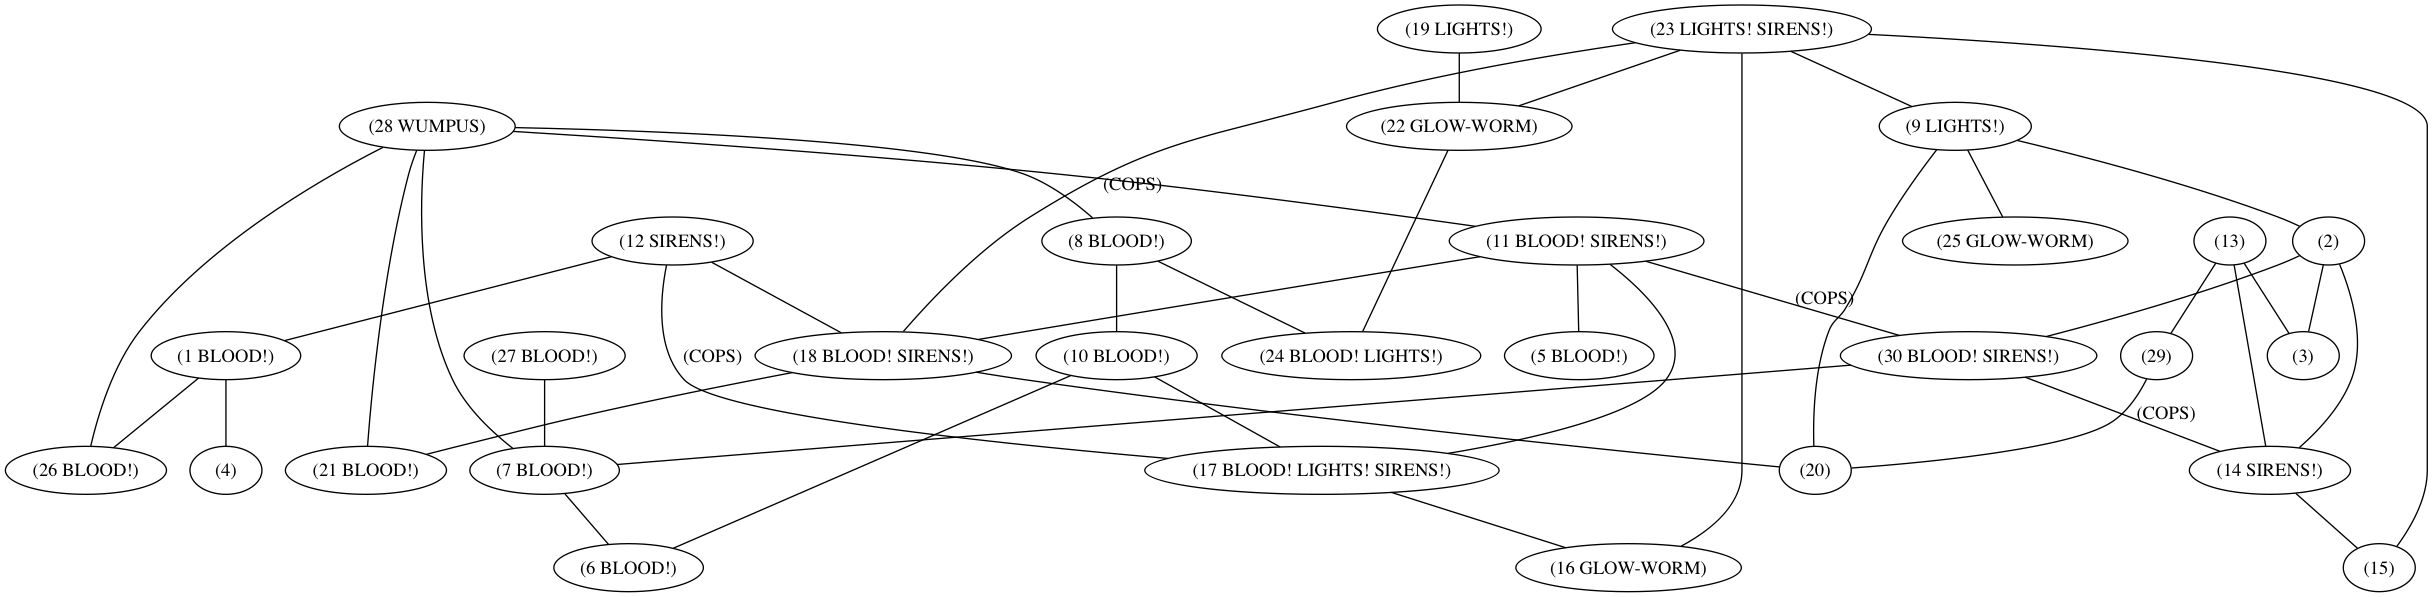 (19 LIGHTS!)
(23 LIGHTS! SIRENS!)
(28 WUMPUS)
(22 GLOW-WORM)
(9 LIGHTS!)
(COPS)
(12 SIRENS!)
(8 BLOOD!)
(11 BLOOD! SIRENS!)
(25 GLOW-WORM)
(13)
(2)
(COPS)
(1 BLOOD!)
(27 BLOOD!)
(COPS)
(18 BLOOD! SIRENS!)
(10 BLOOD!)
(24 BLOOD! LIGHTS!)
(5 BLOOD!)
(30 BLOOD! SIRENS!)
(29)
(3)
(COPS)
(26 BLOOD!)
(4)
(21 BLOOD!)
(7 BLOOD!)
(17 BLOOD! LIGHTS! SIRENS!)
(20)
(14 SIRENS!)
(6 BLOOD!)
(16 GLOW-WORM)
(15)